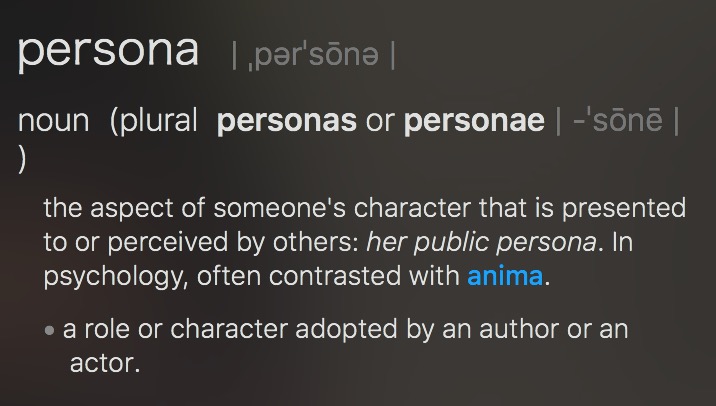 persona | ˌpərˈsōnə |
noun (plural personas or personae | -ˈsōnē |
)
the aspect of someone's character that is presented
to or perceived by others: her public persona. In
psychology, often contrasted with anima.
• a role or character adopted by an author or an
actor.